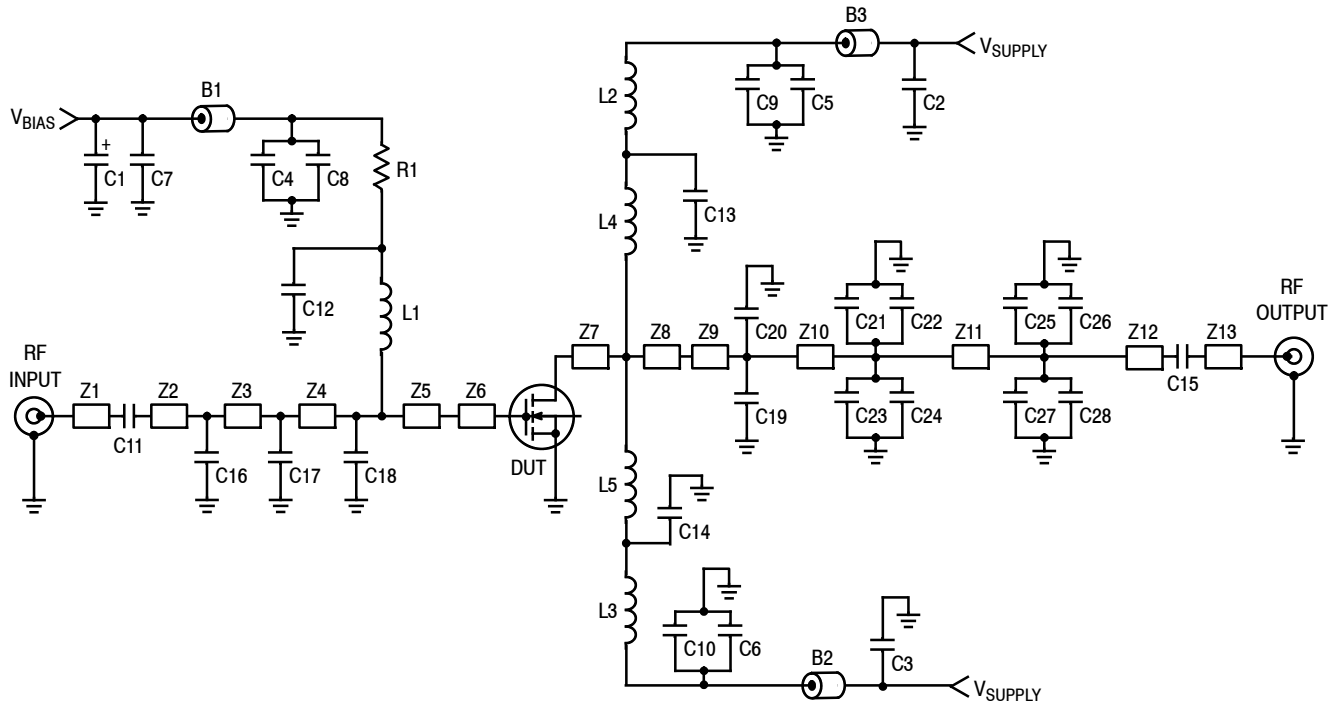 B3
VSUPPLY
C9 C5 C2
L2
B1
VBIAS
+
C1 C7 C4 C8 R1
C13
L4
C12 L1
C20 C21 C22 C25 C26
RF
OUTPUT
Z7 Z8 Z9 Z10 Z11 Z12 Z13
C15
RF
INPUT
Z1 Z2 Z3 Z4 Z5 Z6
C11
C19 C23 C24 C27 C28
C16 C17 C18 DUT
L5
C14
L3
C10 C6 C3
B2
VSUPPLY